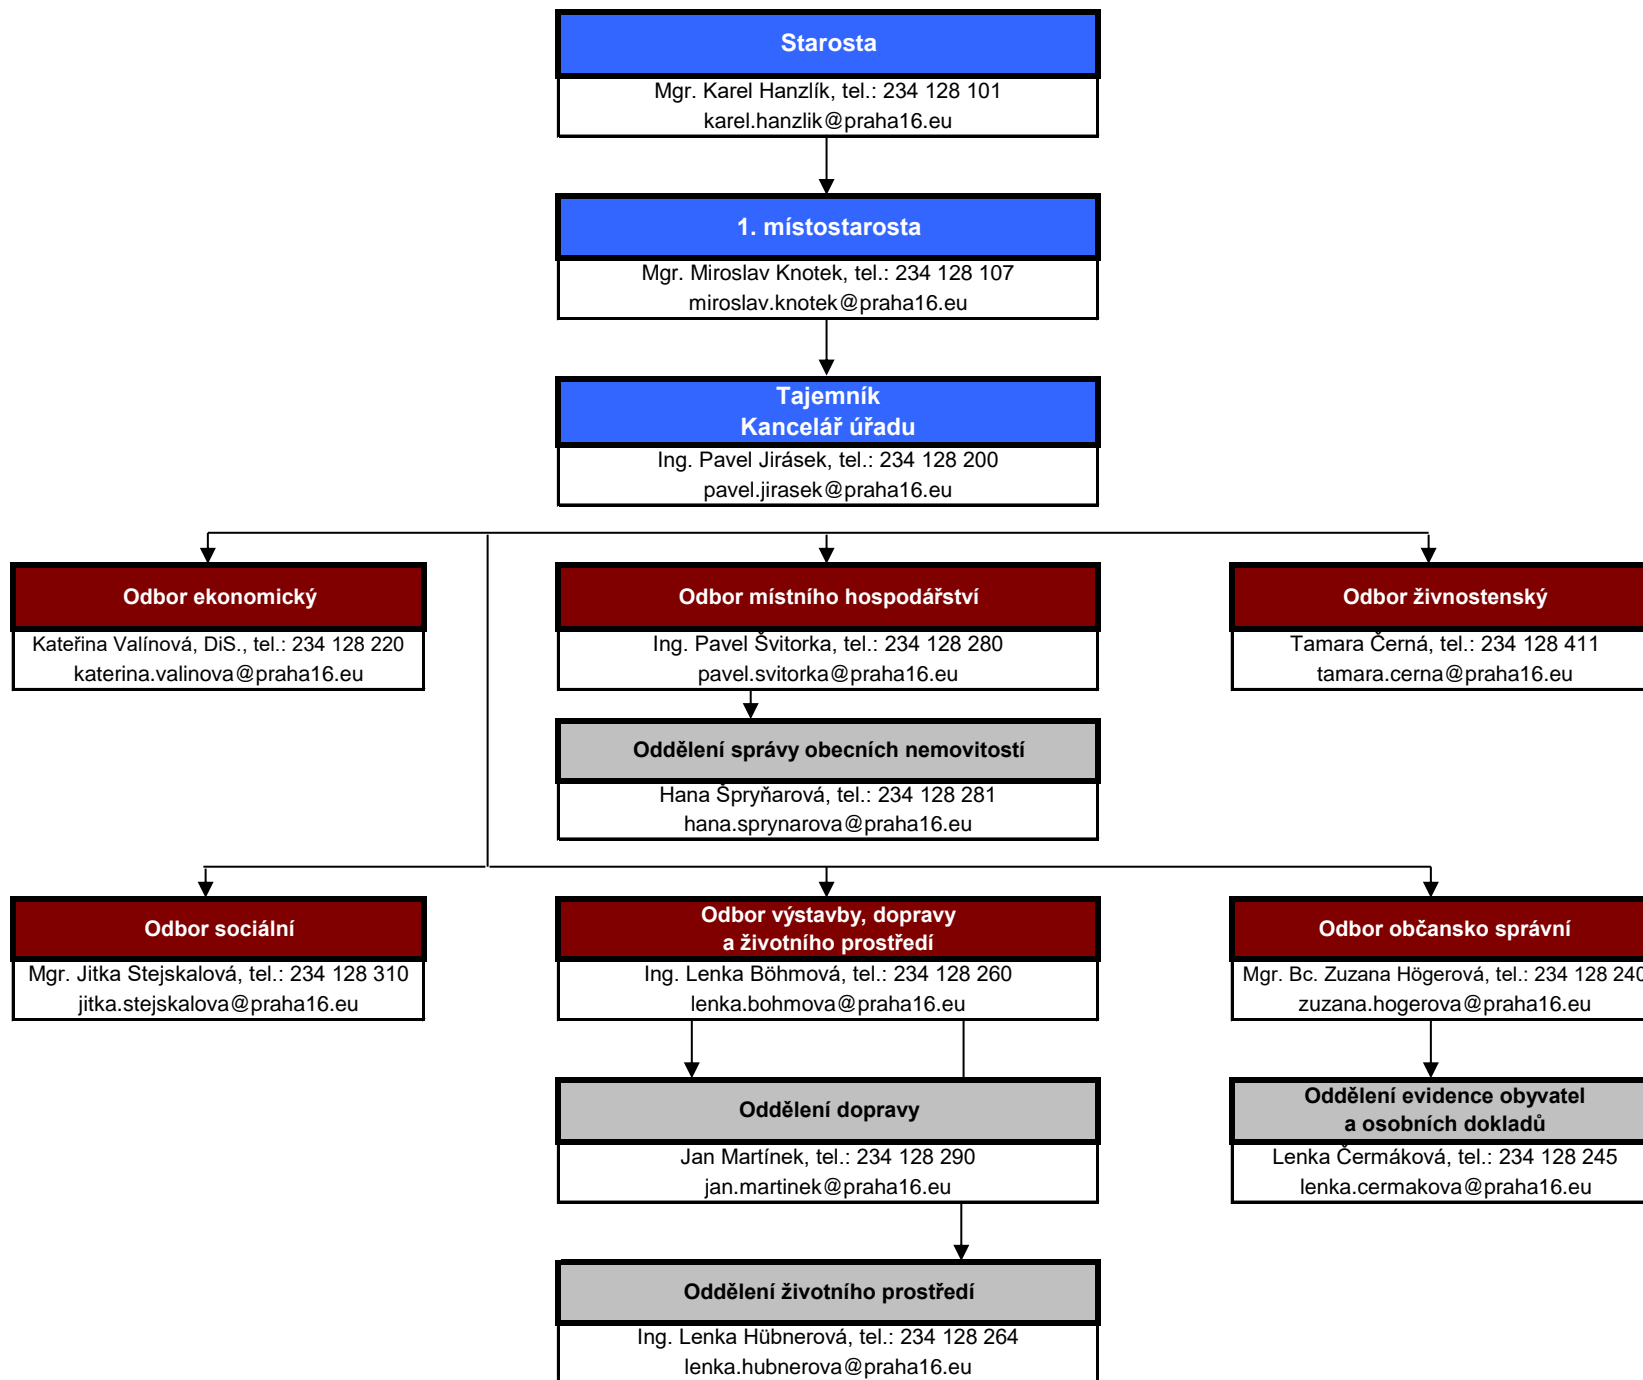 Starosta
Mgr. Karel Hanzlík, tel.: 234 128 101
karel.hanzlik@praha16.eu
1. místostarosta
Mgr. Miroslav Knotek, tel.: 234 128 107
miroslav.knotek@praha16.eu
Tajemník
Kancelář úřadu
Ing. Pavel Jirásek, tel.: 234 128 200
pavel.jirasek@praha16.eu
Odbor ekonomický
Kateřina Valínová, DiS., tel.: 234 128 220
katerina.valinova@praha16.eu
Odbor místního hospodářství
Ing. Pavel Švitorka, tel.: 234 128 280
pavel.svitorka@praha16.eu
Odbor živnostenský
Tamara Černá, tel.: 234 128 411
tamara.cerna@praha16.eu
Oddělení správy obecních nemovitostí
Hana Špryňarová, tel.: 234 128 281
hana.sprynarova@praha16.eu
Odbor sociální
Mgr. Jitka Stejskalová, tel.: 234 128 310
jitka.stejskalova@praha16.eu
Odbor výstavby, dopravy
a životního prostředí
Ing. Lenka Böhmová, tel.: 234 128 260
lenka.bohmova@praha16.eu
Odbor občansko správní
Mgr. Bc. Zuzana Högerová, tel.: 234 128 240
zuzana.hogerova@praha16.eu
Oddělení dopravy
Jan Martínek, tel.: 234 128 290
jan.martinek@praha16.eu
Oddělení evidence obyvatel
a osobních dokladů
Lenka Čermáková, tel.: 234 128 245
lenka.cermakova@praha16.eu
Oddělení životního prostředí
Ing. Lenka Hübnerová, tel.: 234 128 264
lenka.hubnerova@praha16.eu